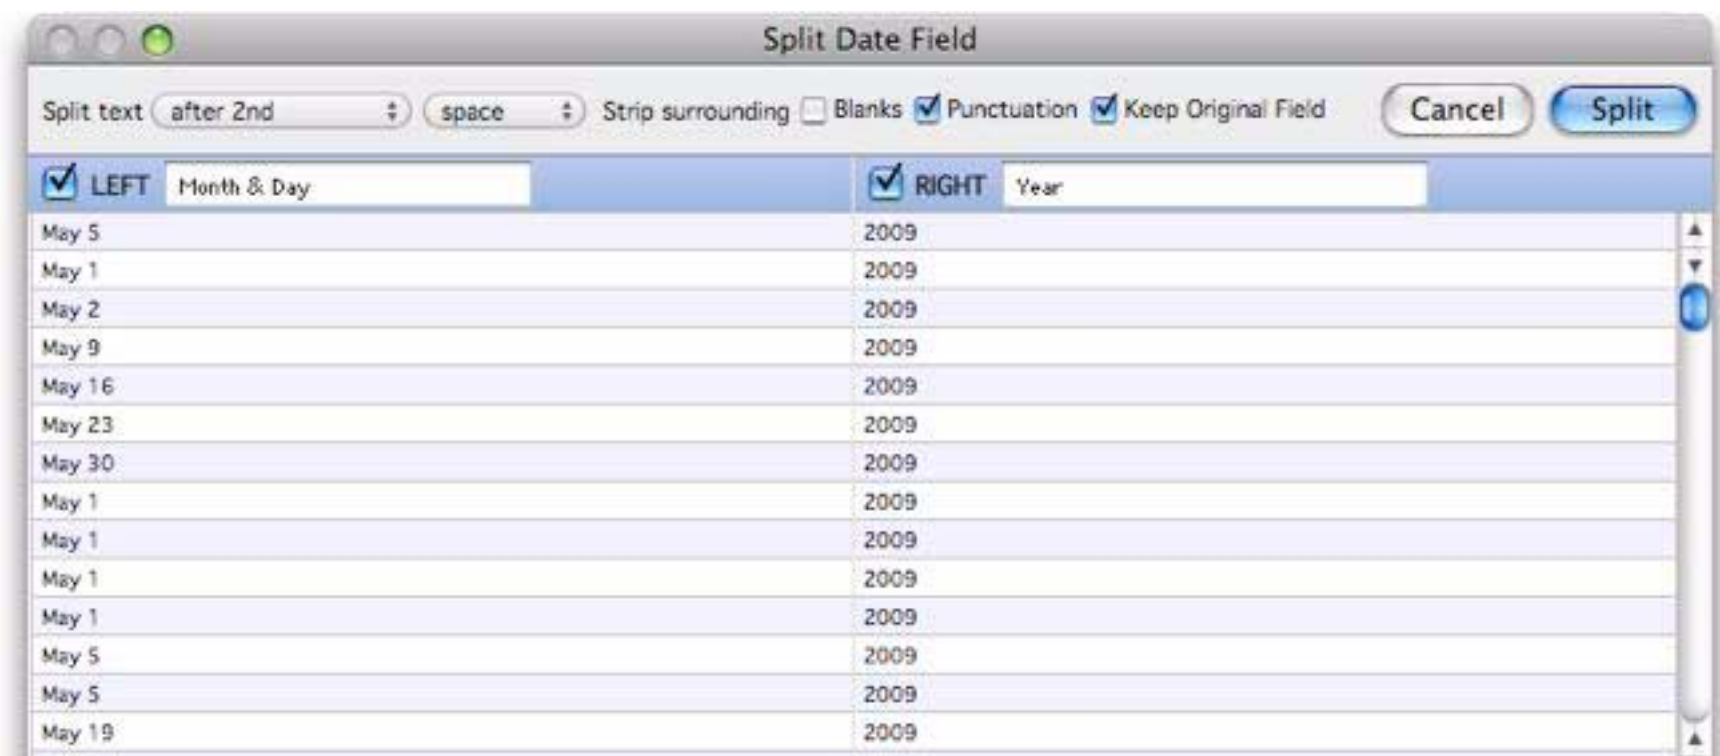 Split Date Field
Split text after 2nd space Strip surrounding Blanks Punctuation Keep Original Field Cancel Split
LEFT Month & Day RIGHT Year
May 5 2009
May 1 2009
May 2 2009
May 9 2009
May 16 2009
May 23 2009
May 30 2009
May 1 2009
May 1 2009
May 1 2009
May 1 2009
May 5 2009
May 5 2009
May 19 2009